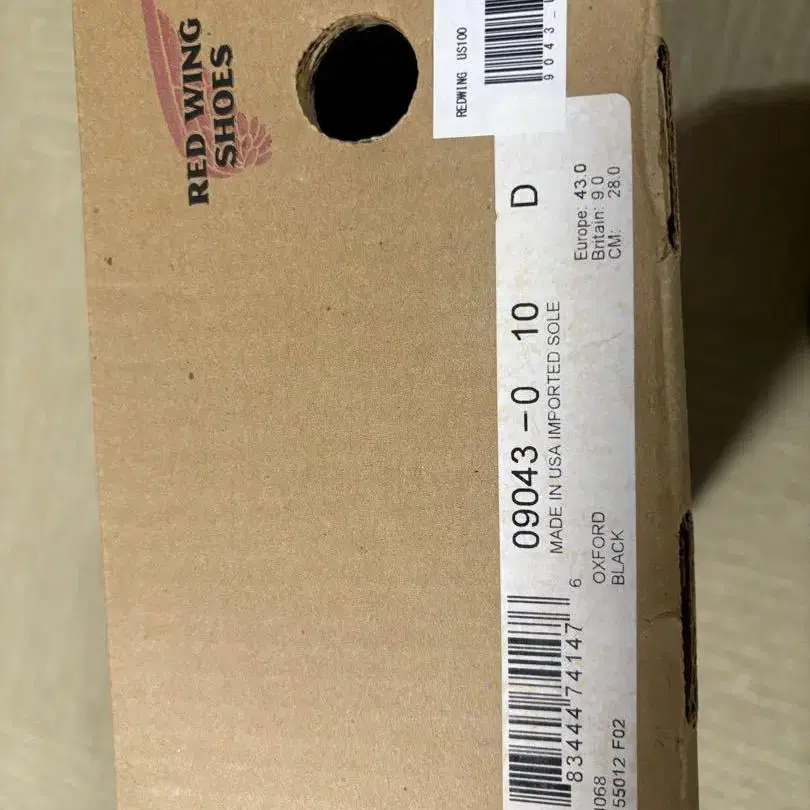 RED WING
SHOES
REDWING US100
9043
09043-0 10 D
MADE IN USA IMPORTED SOLE
Europe: 43.0
Britain: 9.0
CM: 28.0
OXFORD
BLACK
83444 74147 6
068
55012 F02